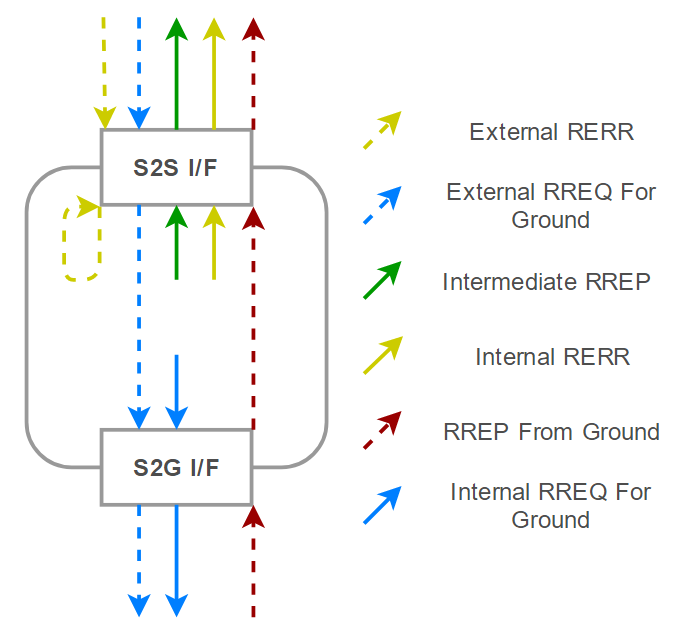 S2S I/F
S2G I/F
External RERR
External RREQ For
Ground
Intermediate RREP
Internal RERR
RREP From Ground
Internal RREQ For
Ground